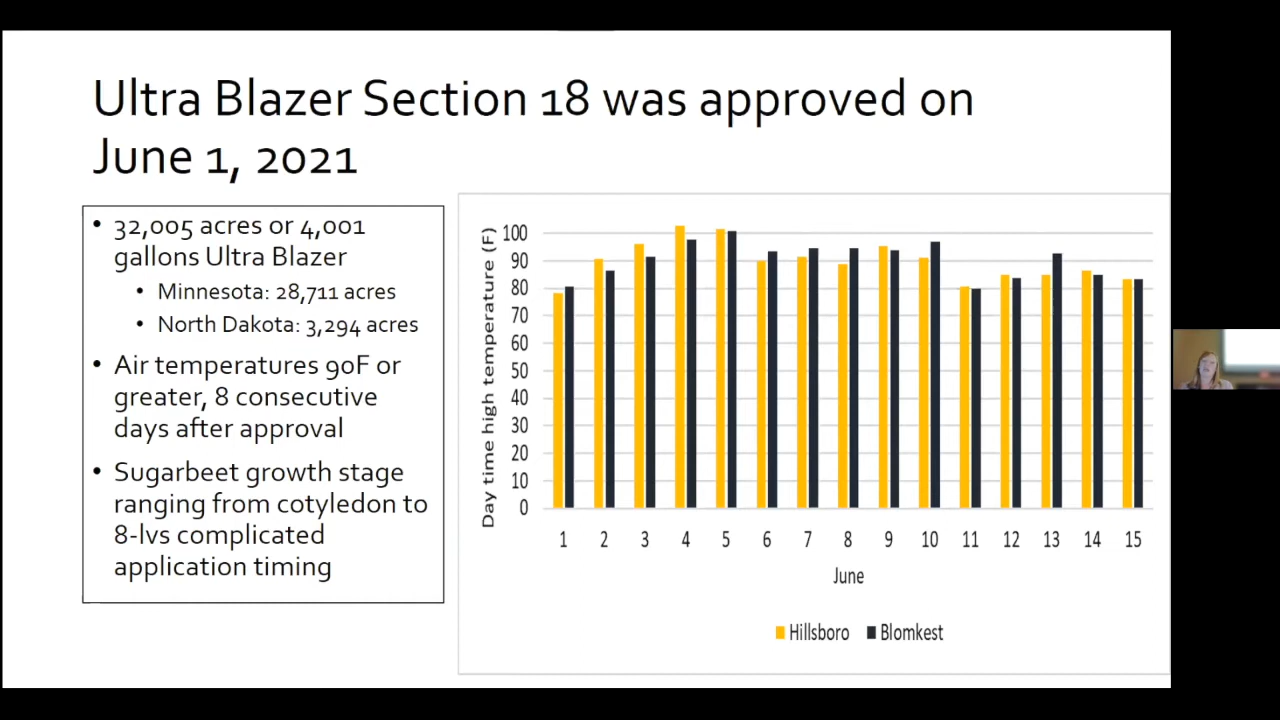 Ultra Blazer Section 18 was approved on
June 1, 2021
• 32,005 acres or 4,001
gallons Ultra Blazer
• Minnesota: 28,711 acres
• North Dakota: 3,294 acres
• Air temperatures 90F or
greater, 8 consecutive
days after approval
• Sugarbeet growth stage
ranging from cotyledon to
8-lvs complicated
application timing
Day time high temperature (F)
100
90
80
70
60
50
40
30
20
10
0
1 2 3 4 5 6 7 8 9 10 11 12 13 14 15
June
Hillsboro Blomkest